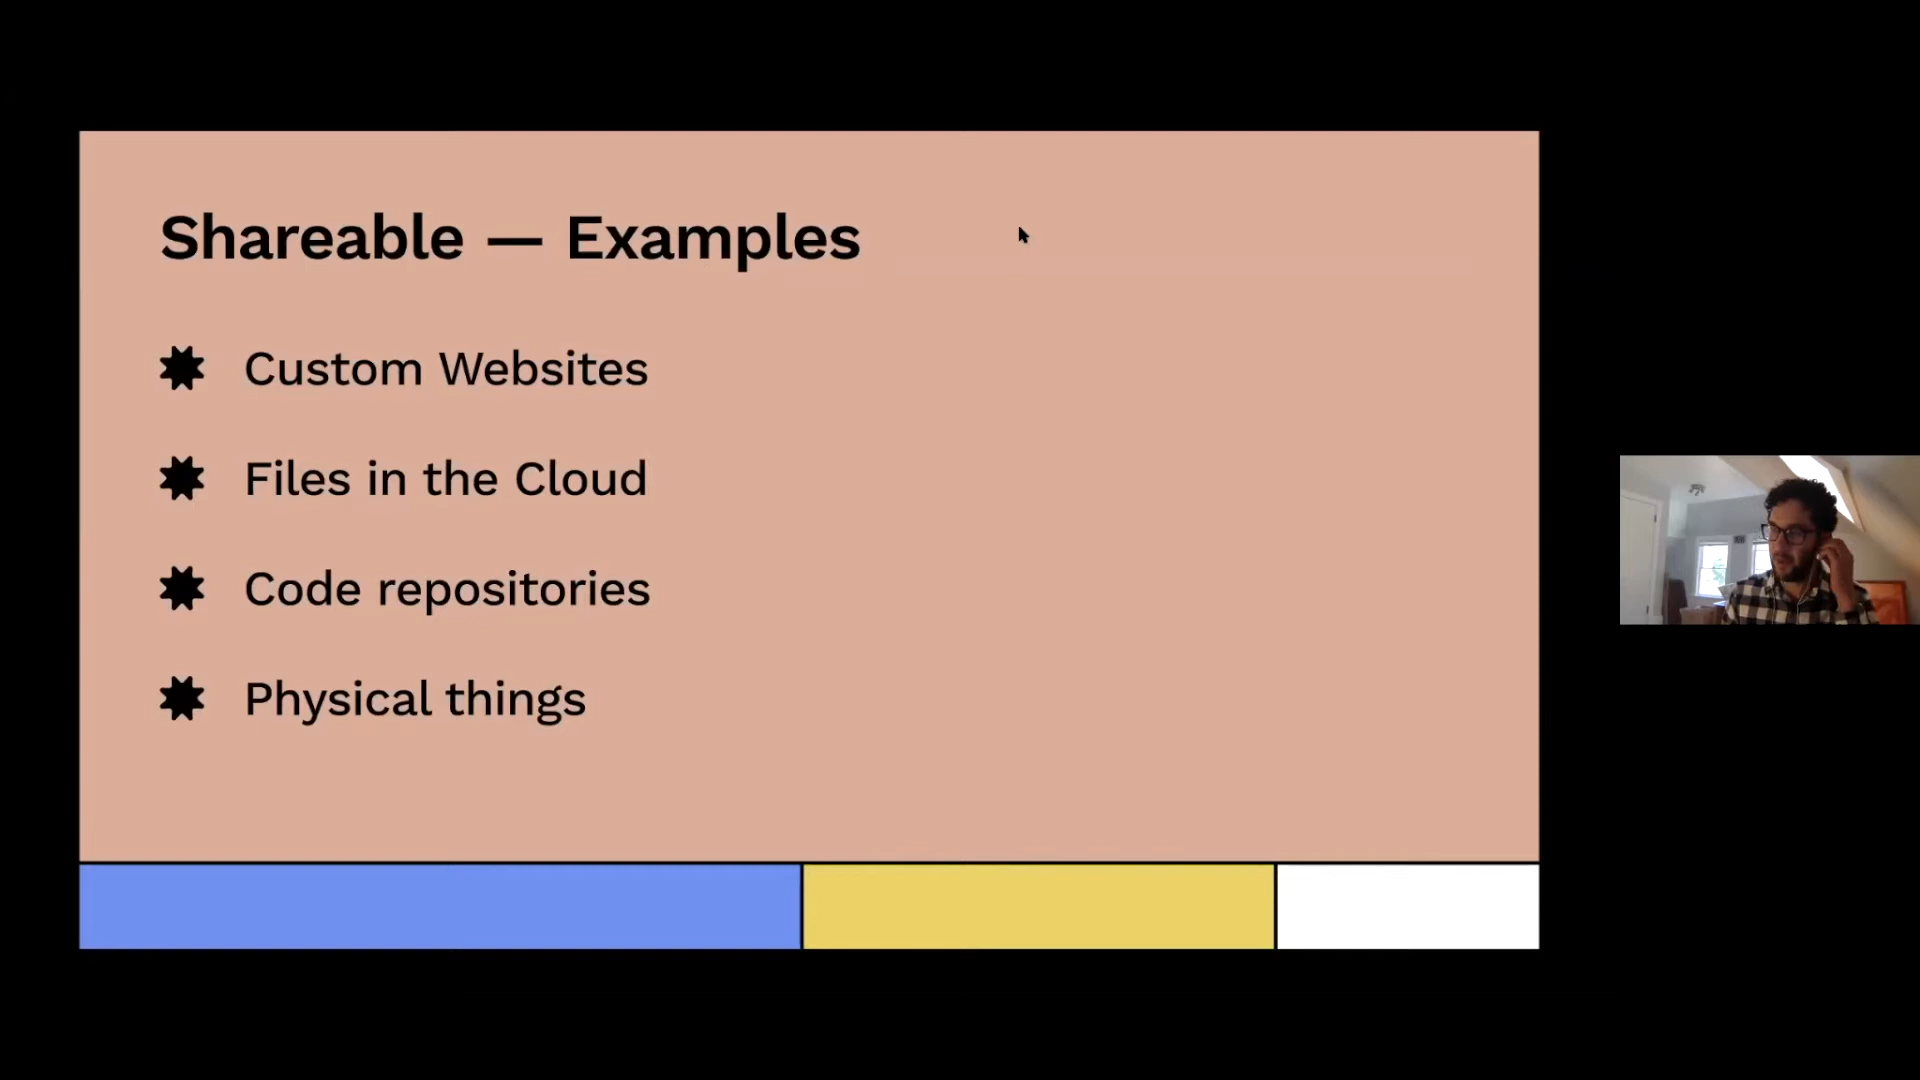 Shareable — Examples
Custom Websites
Files in the Cloud
Code repositories
Physical things